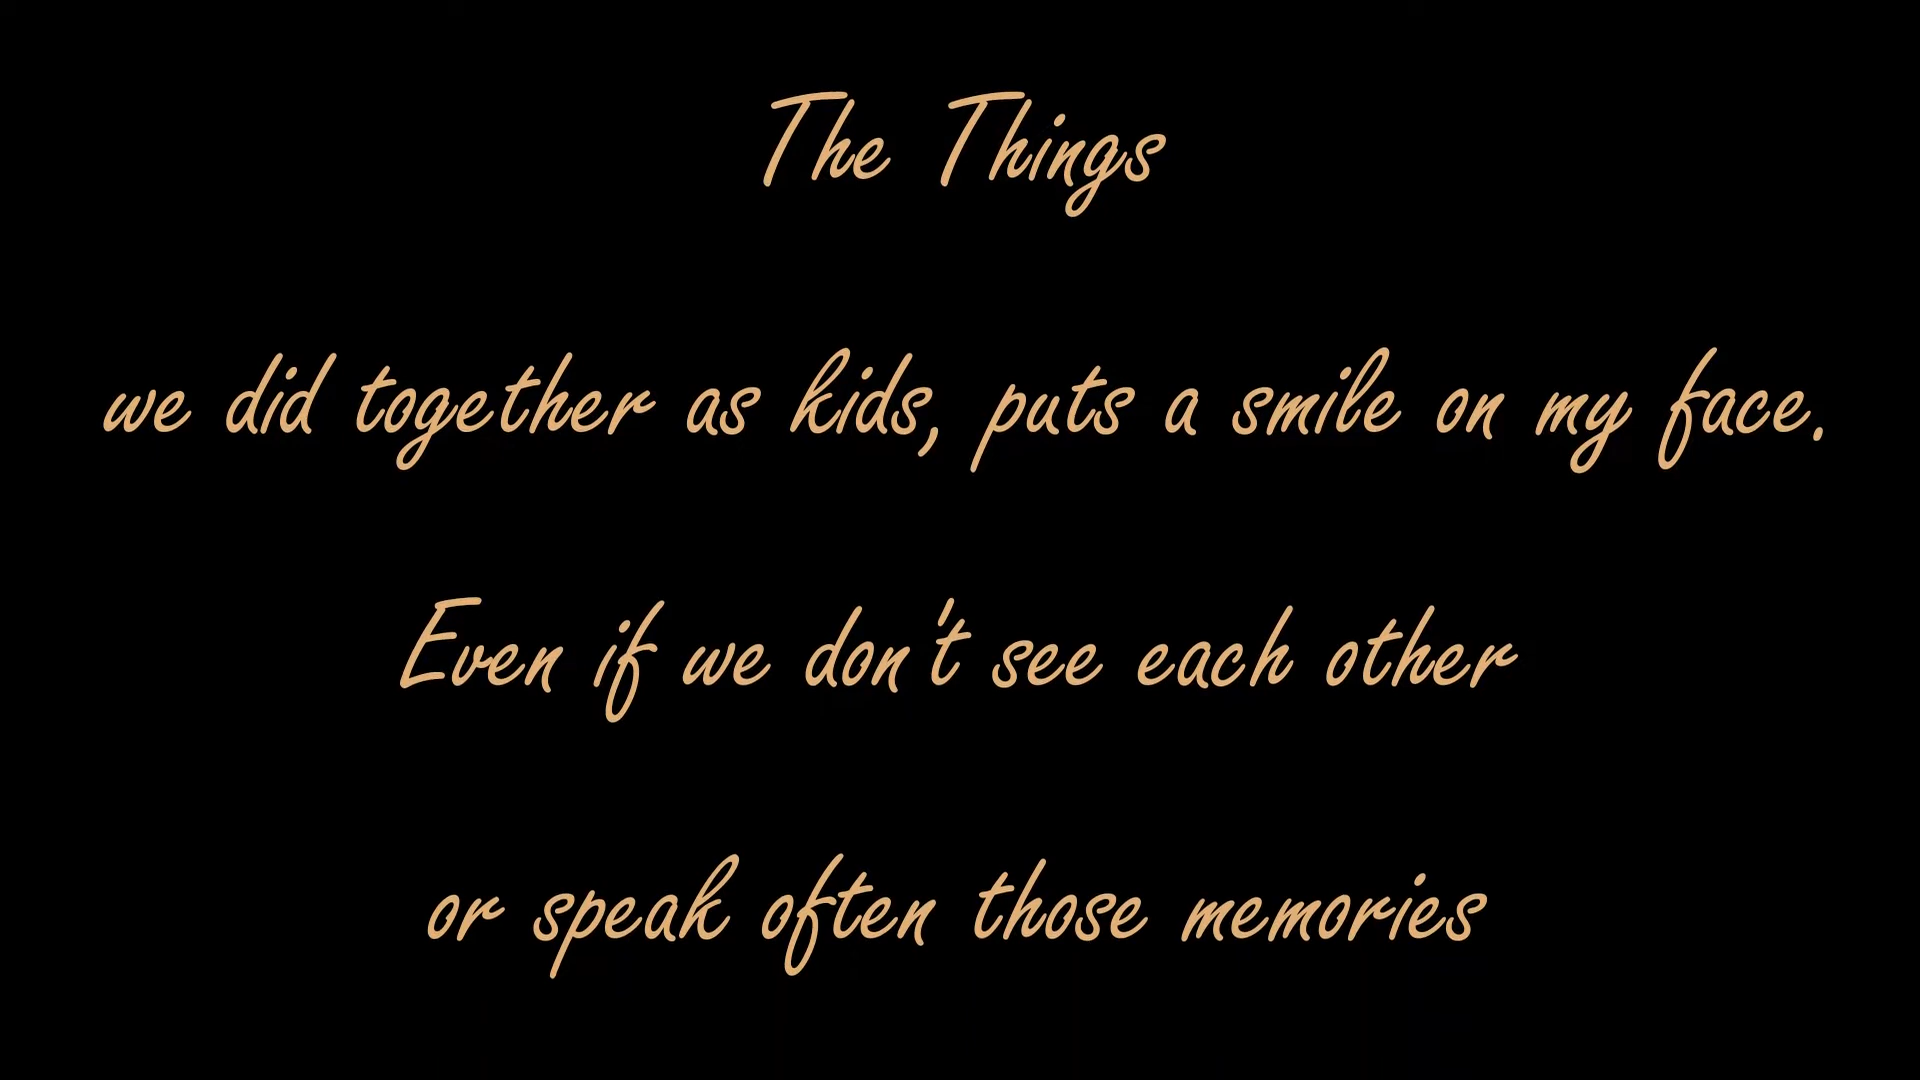 The Things
we did together as kids, puts a smile on my face.
Even if we don't see each other
or speak often those memories